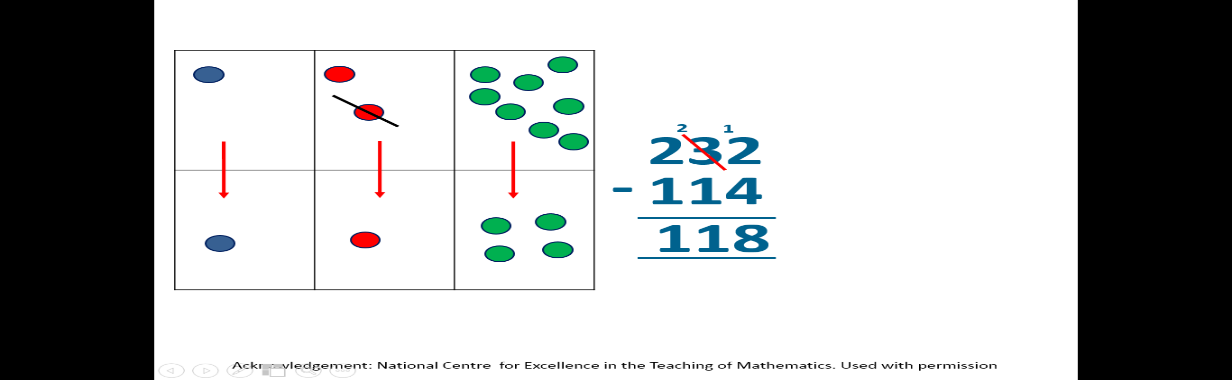 2 1
232
- 114
118
Acknowledgement: National Centre for Excellence in the Teaching of Mathematics. Used with permission